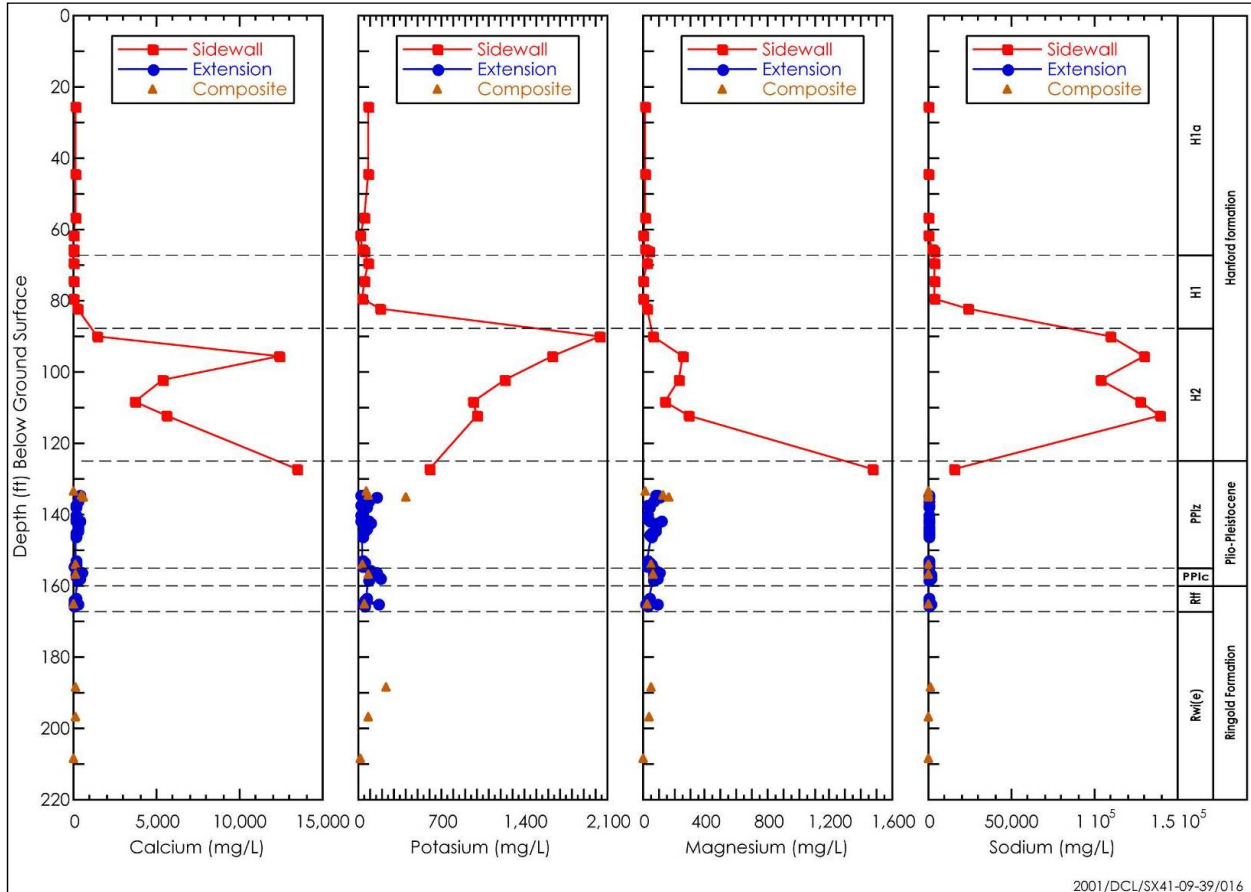 Sidewall
Extension
Composite
Sidewall
Extension
Composite
Sidewall
Extension
Composite
Sidewall
Extension
Composite
Depth (ft) Below Ground Surface
0
20
40
60
80
100
120
140
160
180
200
220
H1a
H1
H2
PPlz
PPlc
Rtf
Rwi(e)
Hanford formation
Plio-Pleistocene
Ringold Formation
0 5,000 10,000 15,000
Calcium (mg/L)
0 700 1,400 2,100
Potasium (mg/L)
0 400 800 1,200 1,600
Magnesium (mg/L)
0 50,000 1 10⁵ 1.5 10⁵
Sodium (mg/L)
2001/DCL/SX41-09-39/016